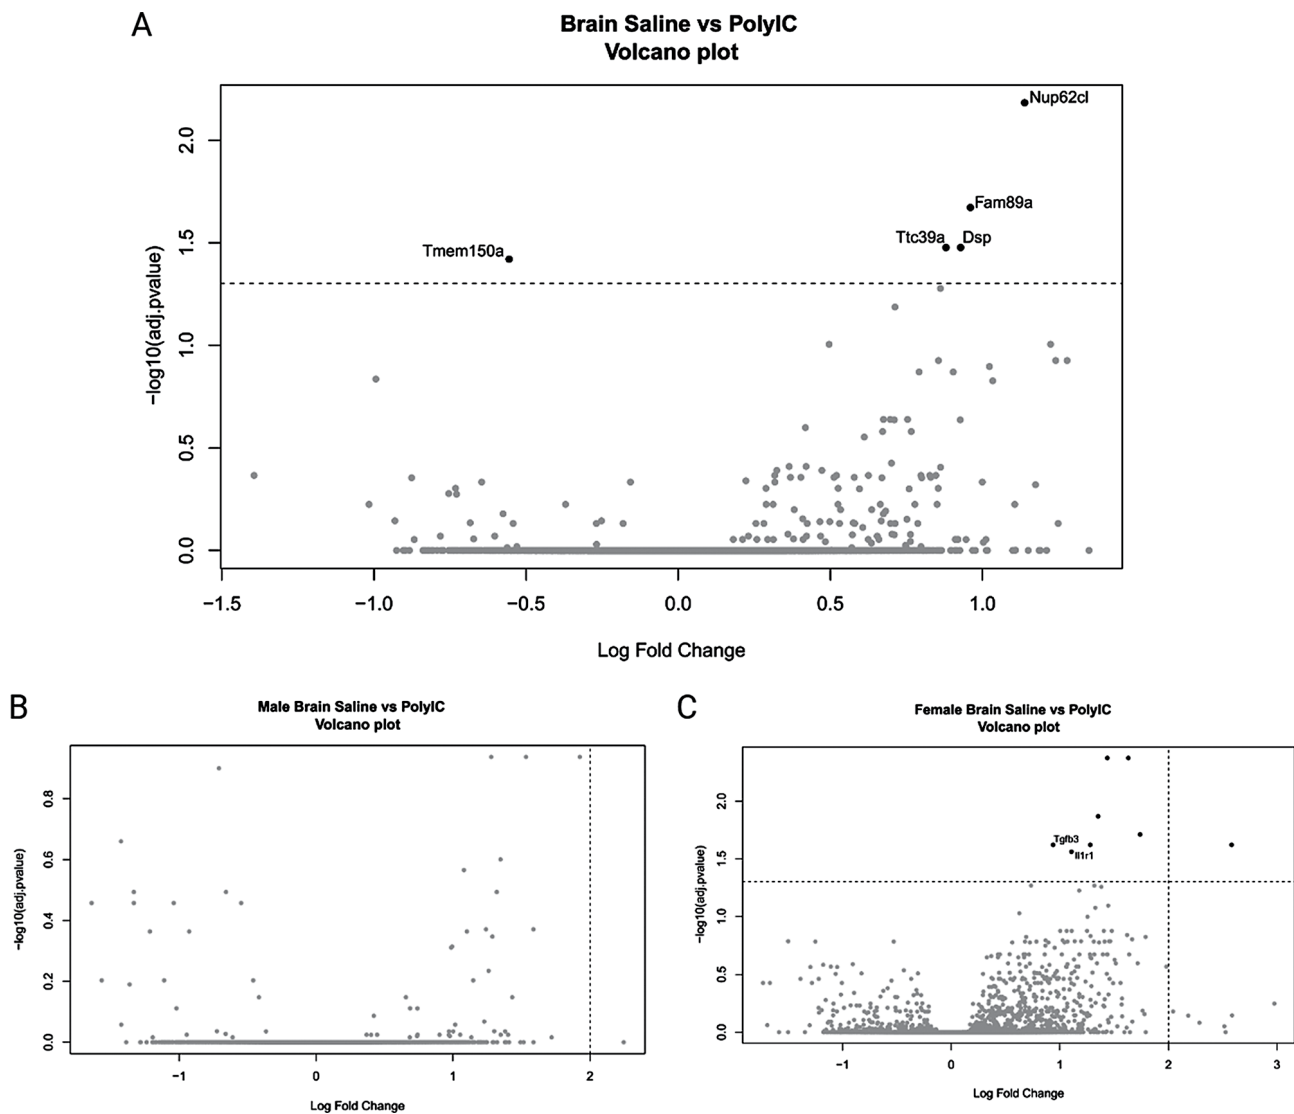 A
Brain Saline vs PolyIC
Volcano plot
Nup62cl
Fam89a
Ttc39a
Dsp
Tmem150a
−log10(adj.pvalue)
2.0
1.5
1.0
0.5
0.0
−1.5
−1.0
−0.5
0.0
0.5
1.0
Log Fold Change
B
Male Brain Saline vs PolyIC
Volcano plot
−log10(adj.pvalue)
0.8
0.6
0.4
0.2
0.0
−1
0
1
2
Log Fold Change
C
Female Brain Saline vs PolyIC
Volcano plot
Tgfb3
Il1r1
−log10(adj.pvalue)
2.0
1.5
1.0
0.5
0.0
−1
0
1
2
3
Log Fold Change